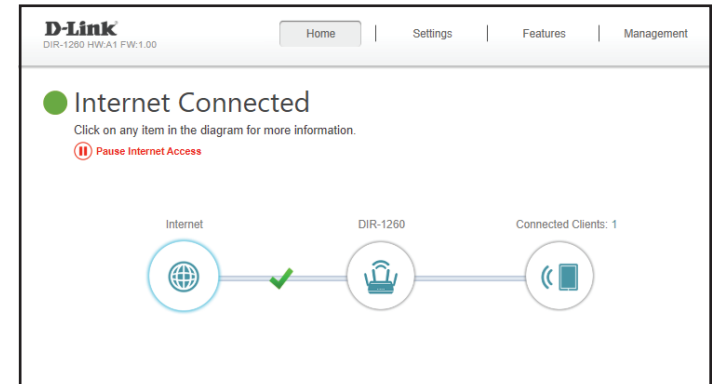 D-Link
DIR-1260 HW:A1 FW:1.00
Home
Settings
Features
Management
Internet Connected
Click on any item in the diagram for more information.
Pause Internet Access
Internet
DIR-1260
Connected Clients: 1